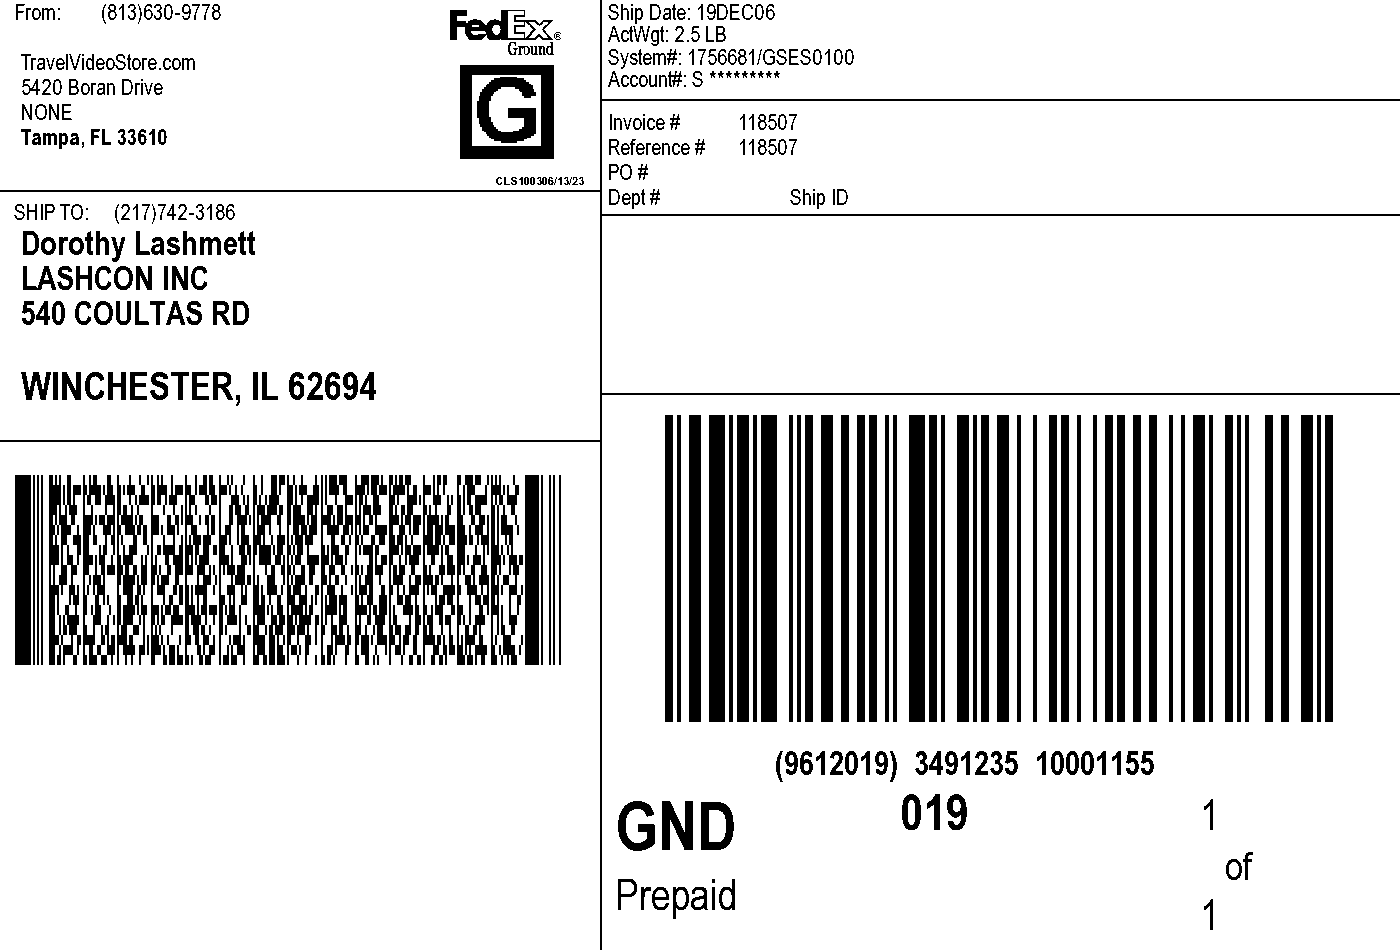 From: (813)630-9778
TravelVideoStore.com
5420 Boran Drive
NONE
Tampa, FL 33610
FedEx®
Ground
G
CLS100306/13/23
SHIP TO: (217)742-3186
Dorothy Lashmett
LASHCON INC
540 COULTAS RD
WINCHESTER, IL 62694
Ship Date: 19DEC06
ActWgt: 2.5 LB
System#: 1756681/GSES0100
Account#: S *********
Invoice # 118507
Reference # 118507
PO #
Dept # Ship ID
(9612019) 3491235 10001155
GND 019 1
of
Prepaid 1